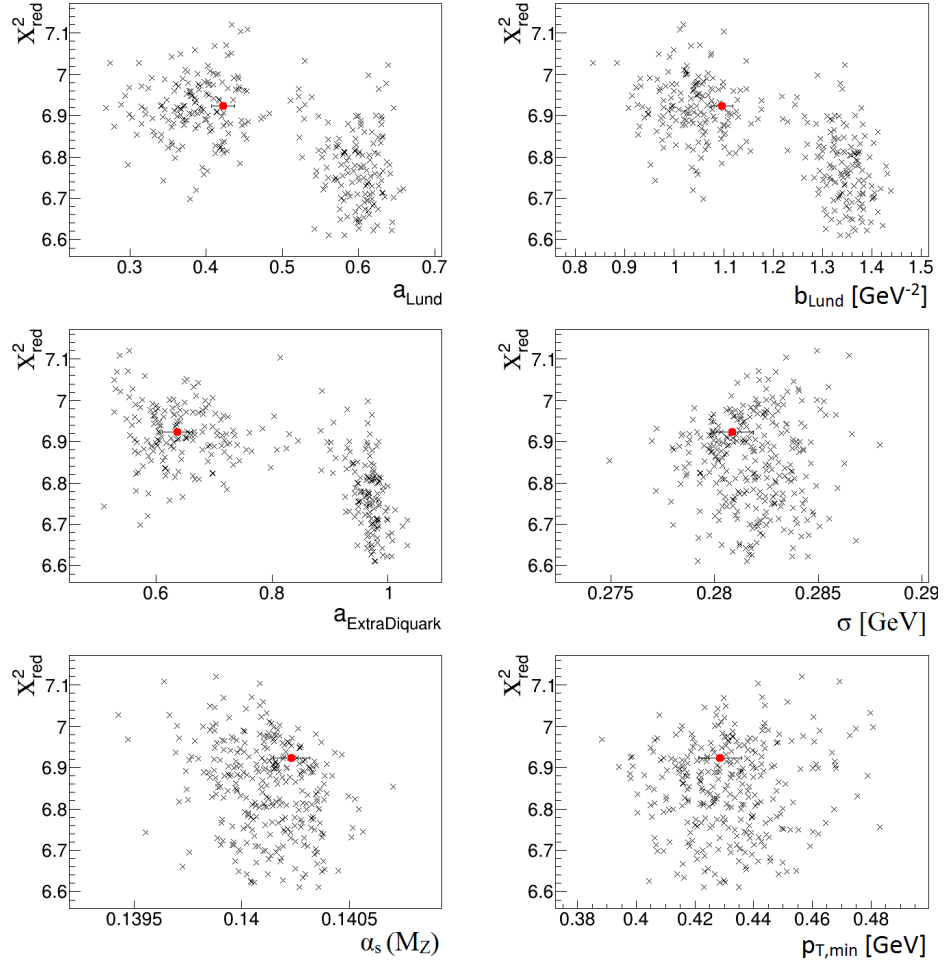 Χ²red
7.1
7
6.9
6.8
6.7
6.6
0.3 0.4 0.5 0.6 0.7
aLund
Χ²red
7.1
7
6.9
6.8
6.7
6.6
0.8 0.9 1 1.1 1.2 1.3 1.4 1.5
bLund [GeV⁻²]
Χ²red
7.1
7
6.9
6.8
6.7
6.6
0.6 0.8 1
aExtraDiquark
Χ²red
7.1
7
6.9
6.8
6.7
6.6
0.275 0.28 0.285 0.29
σ [GeV]
Χ²red
7.1
7
6.9
6.8
6.7
6.6
0.1395 0.14 0.1405
αs (MZ)
Χ²red
7.1
7
6.9
6.8
6.7
6.6
0.38 0.4 0.42 0.44 0.46 0.48
pT,min [GeV]